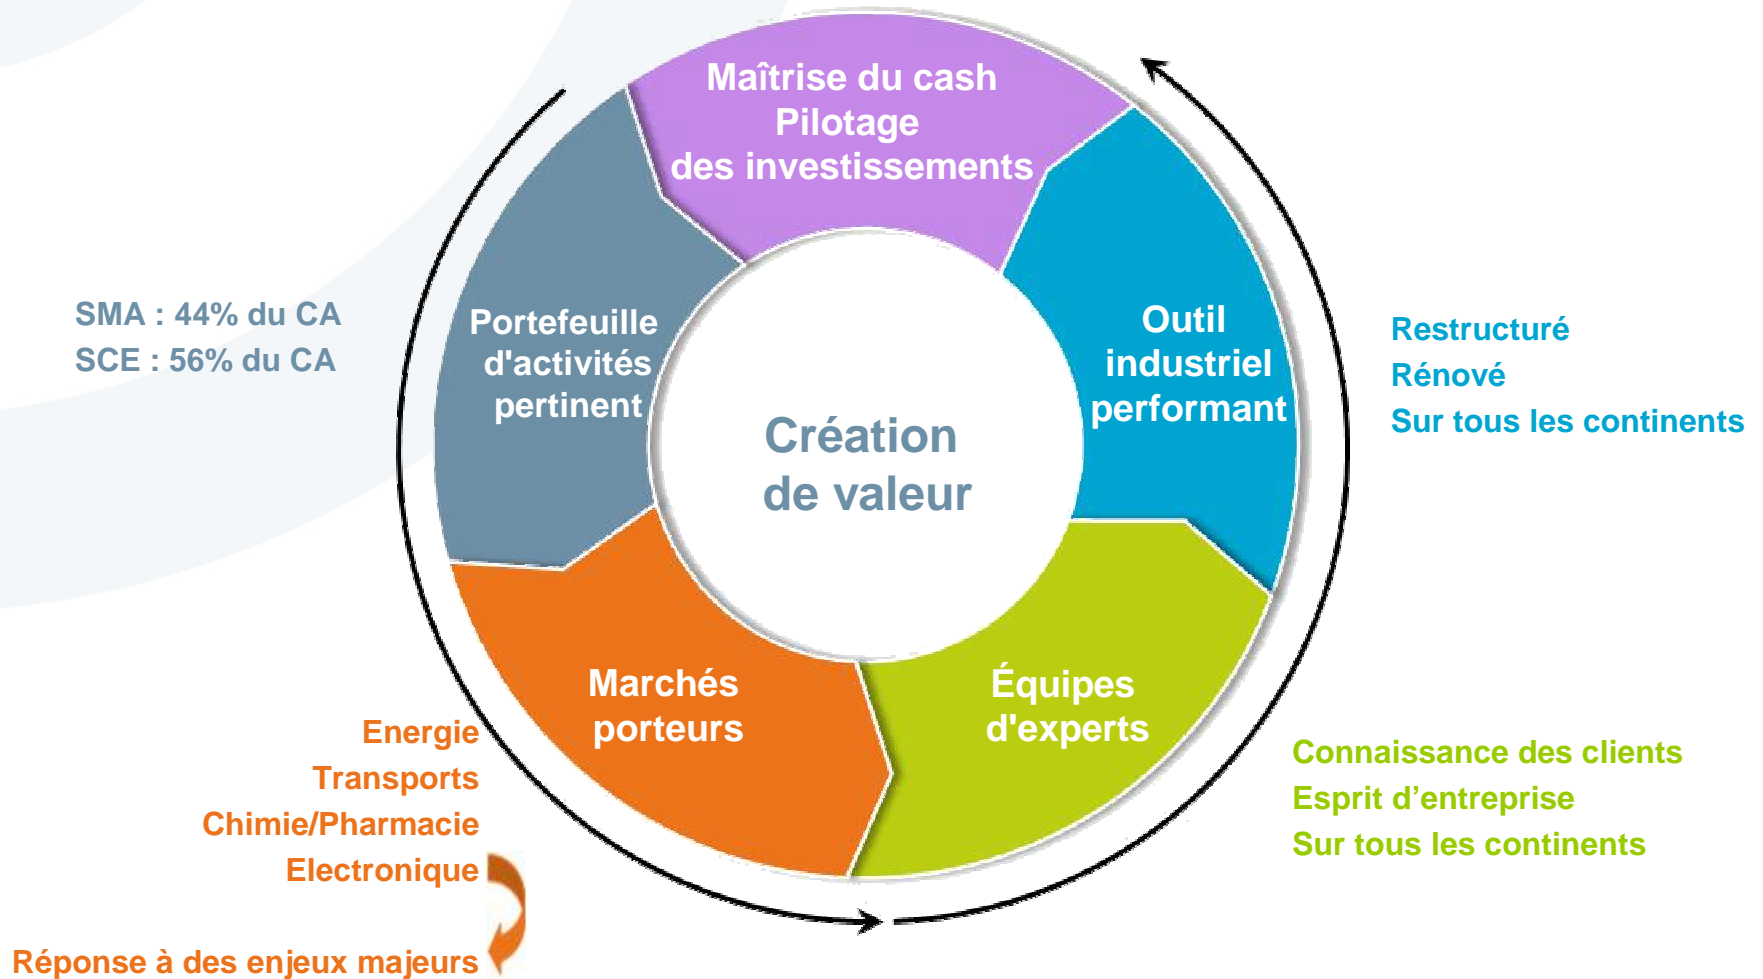 Maîtrise du cash
Pilotage
des investissements
SMA : 44% du CA
SCE : 56% du CA
Portefeuille
d'activités
pertinent
Outil
industriel
performant
Restructuré
Rénové
Sur tous les continents
Création
de valeur
Marchés
porteurs
Équipes
d'experts
Energie
Transports
Chimie/Pharmacie
Electronique
Réponse à des enjeux majeurs
Connaissance des clients
Esprit d’entreprise
Sur tous les continents